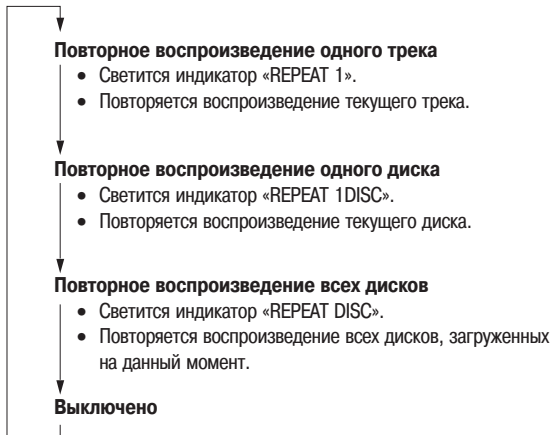 Повторное воспроизведение одного трека
• Светится индикатор «REPEAT 1».
• Повторяется воспроизведение текущего трека.
Повторное воспроизведение одного диска
• Светится индикатор «REPEAT 1DISC».
• Повторяется воспроизведение текущего диска.
Повторное воспроизведение всех дисков
• Светится индикатор «REPEAT DISC».
• Повторяется воспроизведение всех дисков, загруженных
на данный момент.
Выключено